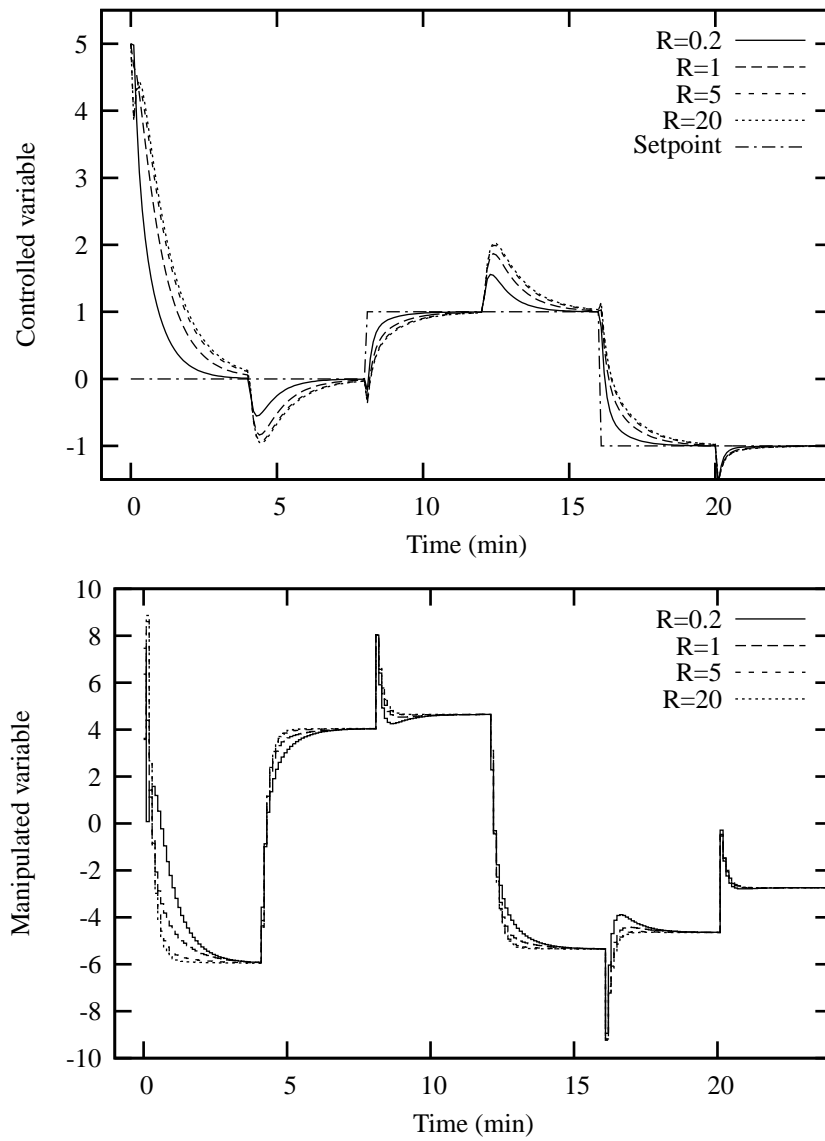 5
4
3
2
1
0
-1
Controlled variable
R=0.2
R=1
R=5
R=20
Setpoint
0 5 10 15 20
Time (min)
10
8
6
4
2
0
-2
-4
-6
-8
-10
Manipulated variable
R=0.2
R=1
R=5
R=20
0 5 10 15 20
Time (min)